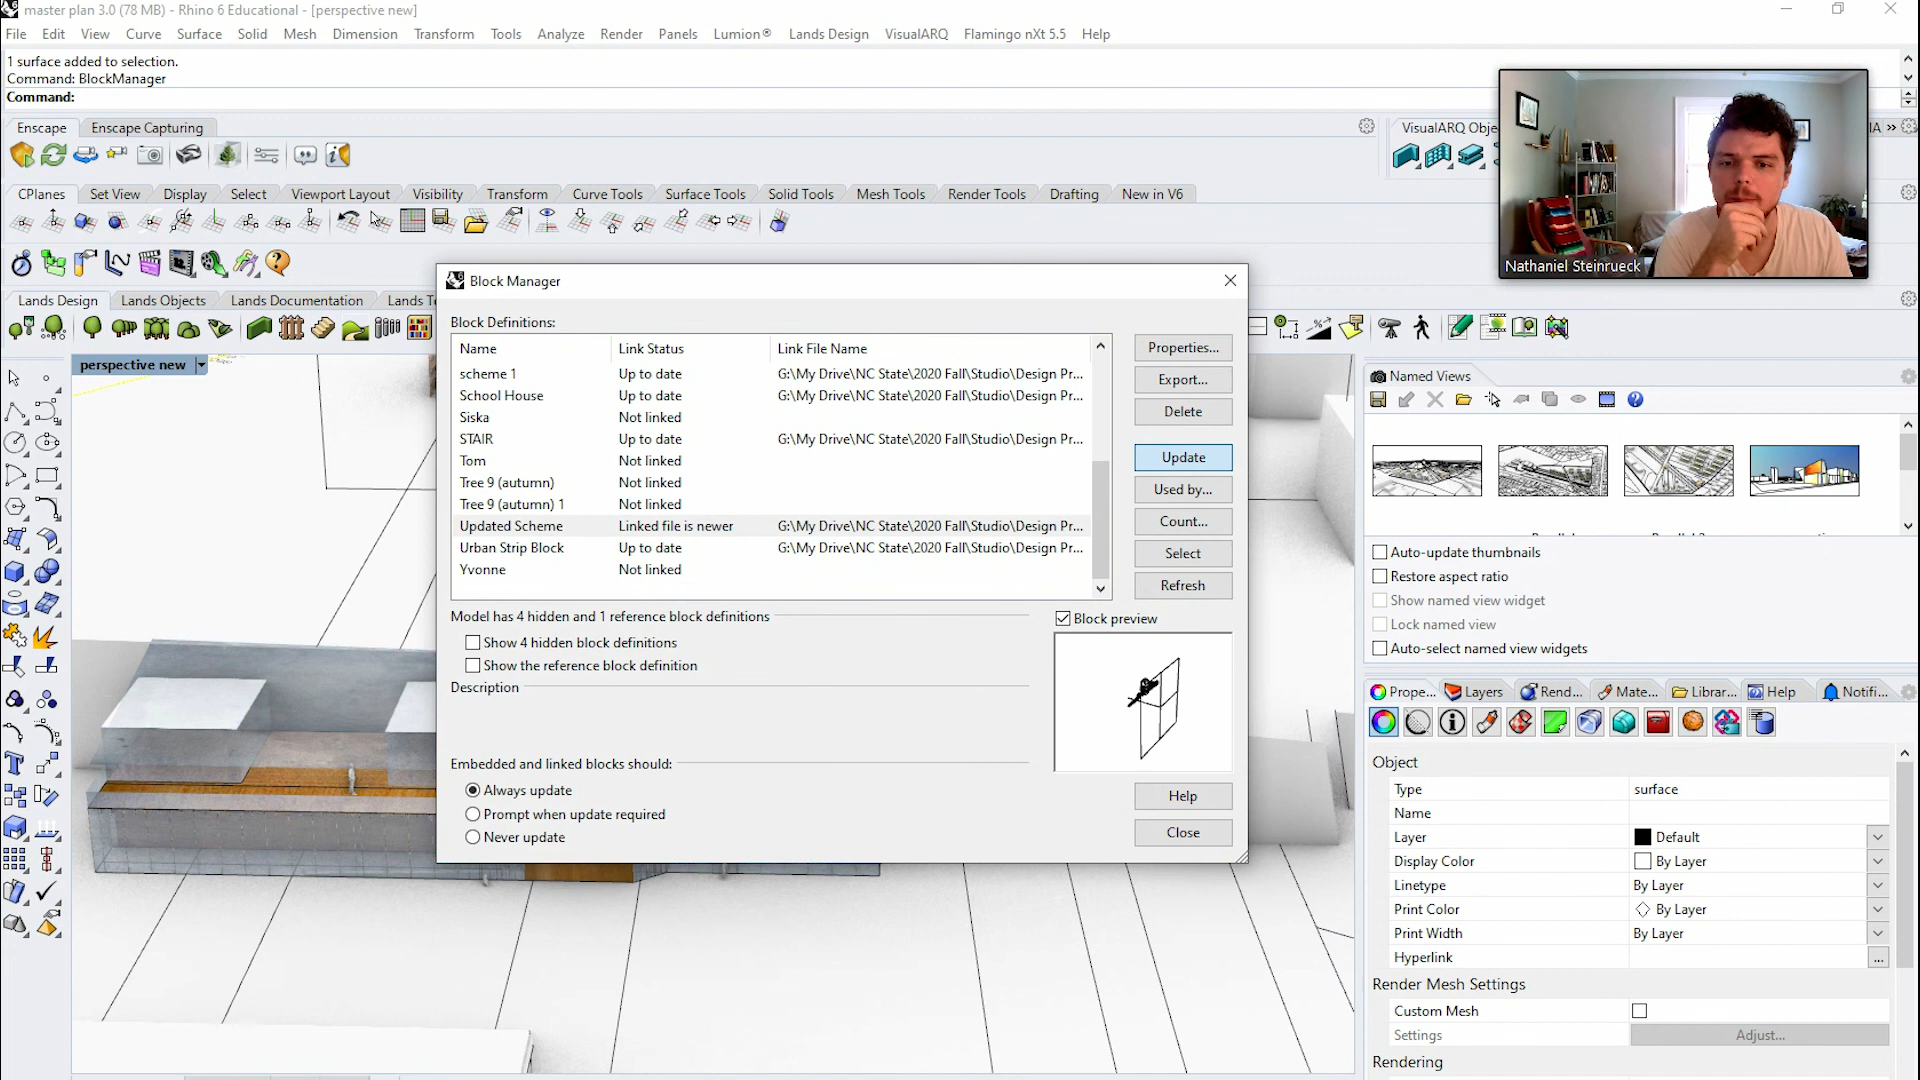 master plan 3.0 (78 MB) - Rhino 6 Educational - [perspective new]
File Edit View Curve Surface Solid Mesh Dimension Transform Tools Analyze Render Panels Lumion® Lands Design VisualARQ Flamingo nXt 5.5 Help
1 surface added to selection.
Command: BlockManager
Command:
Enscape Enscape Capturing
VisualARQ Obje
CPlanes Set View Display Select Viewport Layout Visibility Transform Curve Tools Surface Tools Solid Tools Mesh Tools Render Tools Drafting New in V6
Nathaniel Steinrueck
Lands Design Lands Objects Lands Documentation Lands T
perspective new
Block Manager
Block Definitions:
Name Link Status Link File Name
scheme 1 Up to date G:\My Drive\NC State\2020 Fall\Studio\Design Pr...
School House Up to date G:\My Drive\NC State\2020 Fall\Studio\Design Pr...
Siska Not linked
STAIR Up to date G:\My Drive\NC State\2020 Fall\Studio\Design Pr...
Tom Not linked
Tree 9 (autumn) Not linked
Tree 9 (autumn) 1 Not linked
Updated Scheme Linked file is newer G:\My Drive\NC State\2020 Fall\Studio\Design Pr...
Urban Strip Block Up to date G:\My Drive\NC State\2020 Fall\Studio\Design Pr...
Yvonne Not linked
Properties...
Export...
Delete
Update
Used by...
Count...
Select
Refresh
Model has 4 hidden and 1 reference block definitions
Show 4 hidden block definitions
Show the reference block definition
Description
Block preview
Embedded and linked blocks should:
Always update
Prompt when update required
Never update
Help
Close
Named Views
Auto-update thumbnails
Restore aspect ratio
Show named view widget
Lock named view
Auto-select named view widgets
Prope... Layers Rend... Mate... Librar... Help Notifi...
Object
Type surface
Name
Layer Default
Display Color By Layer
Linetype By Layer
Print Color By Layer
Print Width By Layer
Hyperlink ...
Render Mesh Settings
Custom Mesh
Settings Adjust...
Rendering